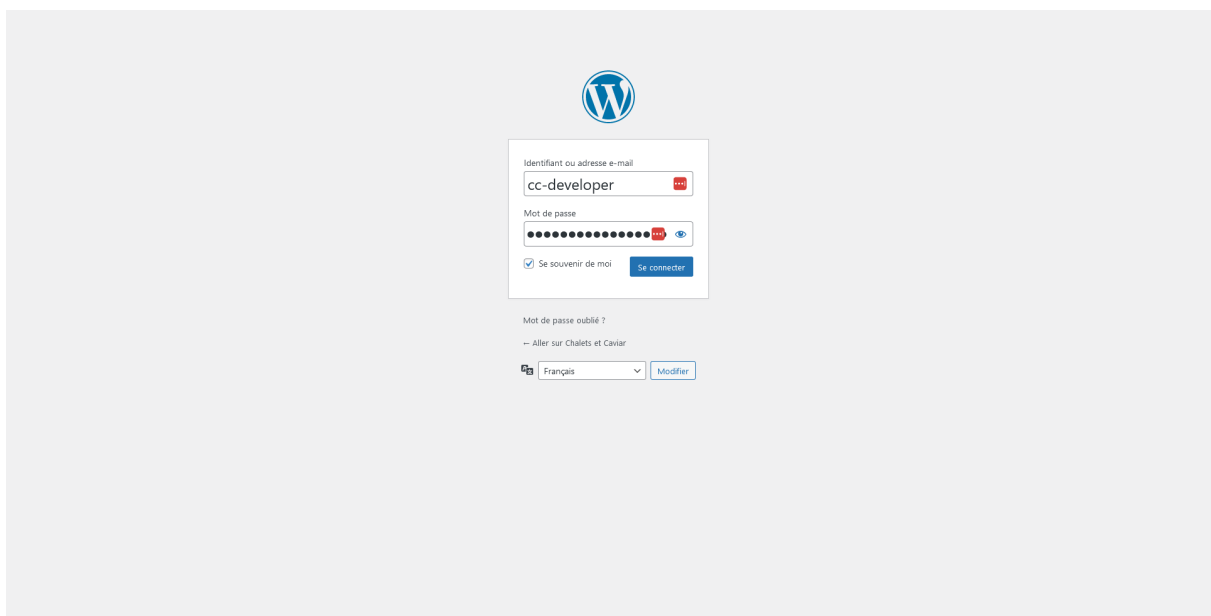 Identifiant ou adresse e-mail
cc-developer
Mot de passe
Se souvenir de moi
Se connecter
Mot de passe oublié ?
← Aller sur Chalets et Caviar
Français
Modifier